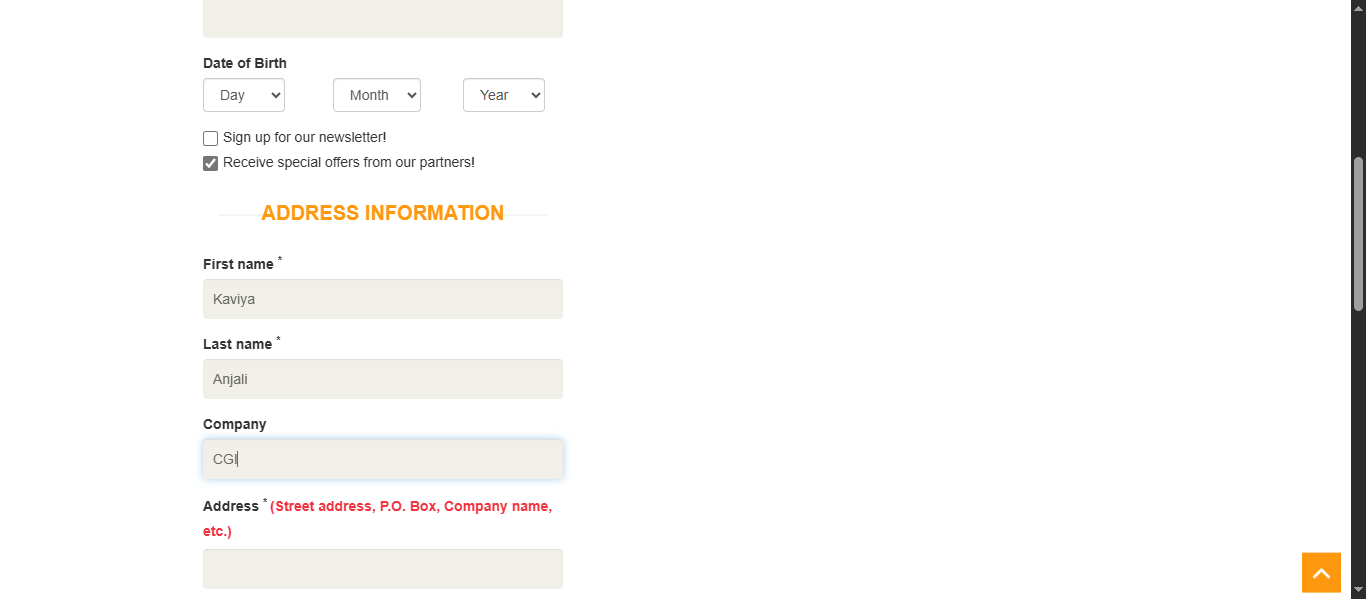 Date of Birth
Day Month Year
Sign up for our newsletter!
Receive special offers from our partners!
ADDRESS INFORMATION
First name *
Kaviya
Last name *
Anjali
Company
CGI
Address * (Street address, P.O. Box, Company name,
etc.)